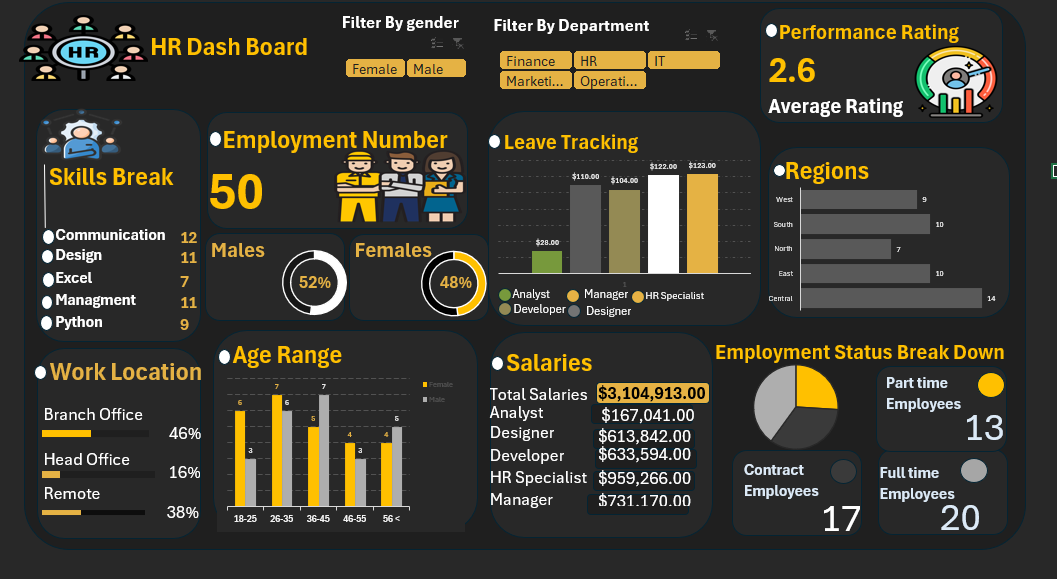 HR
HR Dash Board
Filter By gender
Female
Male
Filter By Department
Finance
HR
IT
Marketi...
Operati...
Performance Rating
2.6
Average Rating
Skills Break
Communication 12
Design 11
Excel 7
Managment 11
Python 9
Employment Number
50
Males
52%
Females
48%
Leave Tracking
$28.00
$110.00
$104.00
$122.00
$123.00
1
Analyst
Manager
HR Specialist
Developer
Designer
Regions
West 9
South 10
North 7
East 10
Central 14
Work Location
Branch Office
46%
Head Office
16%
Remote
38%
Age Range
Female
Male
6 3
7 6
5 7
4 3
4 5
18-25 26-35 36-45 46-55 56 <
Salaries
Total Salaries $3,104,913.00
Analyst $167,041.00
Designer $613,842.00
Developer $633,594.00
HR Specialist $959,266.00
Manager $731,170.00
Employment Status Break Down
Part time
Employees
13
Contract
Employees
17
Full time
Employees
20